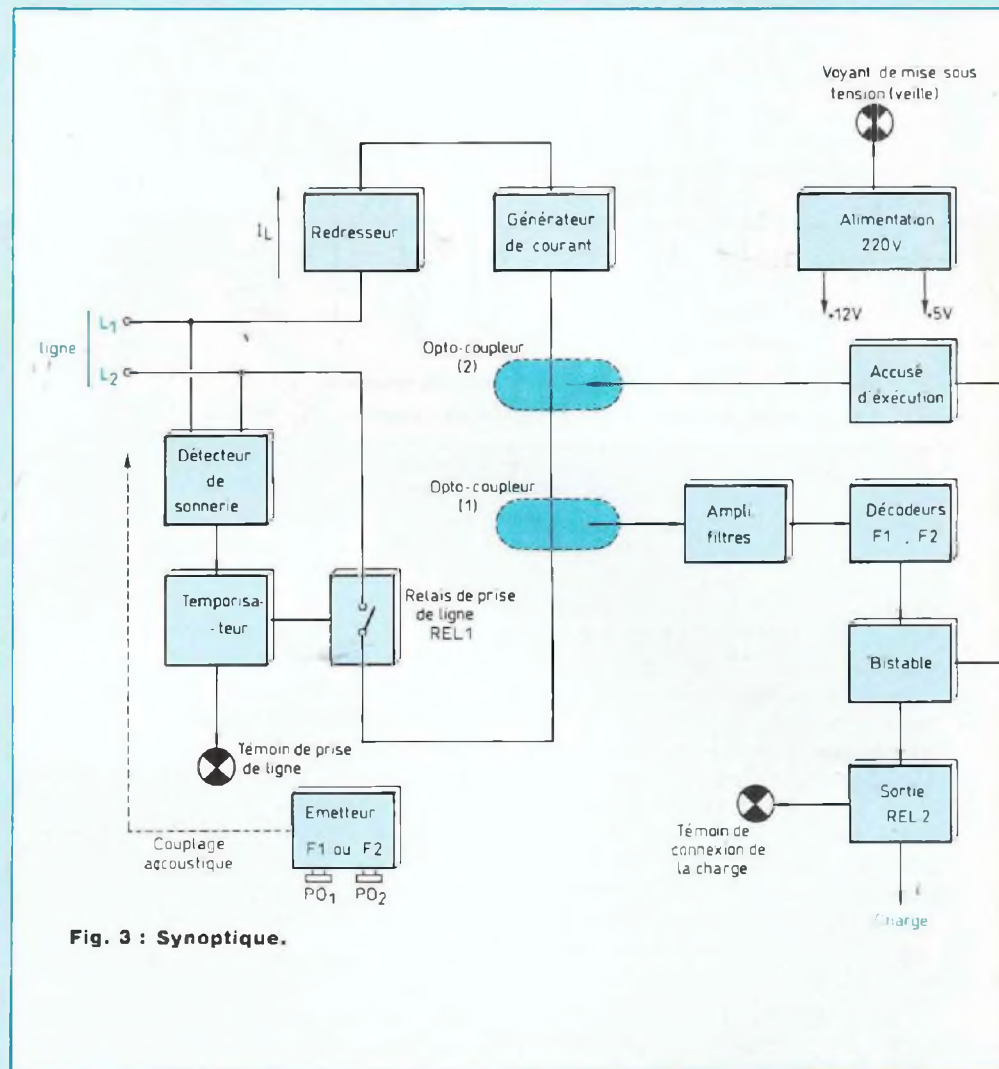 Voyant de mise sous
tension (veille)
Redresseur
Générateur
de courant
Alimentation
220V
IL
+12V
+5V
L1
ligne
L2
Opto-coupleur
(2)
Accusé
d'éxécution
Détecteur
de
sonnerie
Opto-coupleur
(1)
Ampli.
filtres
Décodeurs
F1 . F2
Temporisa-
-teur
Relais de prise
de ligne
REL1
Bistable
Témoin de prise
de ligne
Sortie
REL.2
Emetteur
F1 ou F2
Témoin de
connexion de
la charge
Couplage
accoustique
PO1
PO2
Charge
Fig. 3 : Synoptique.